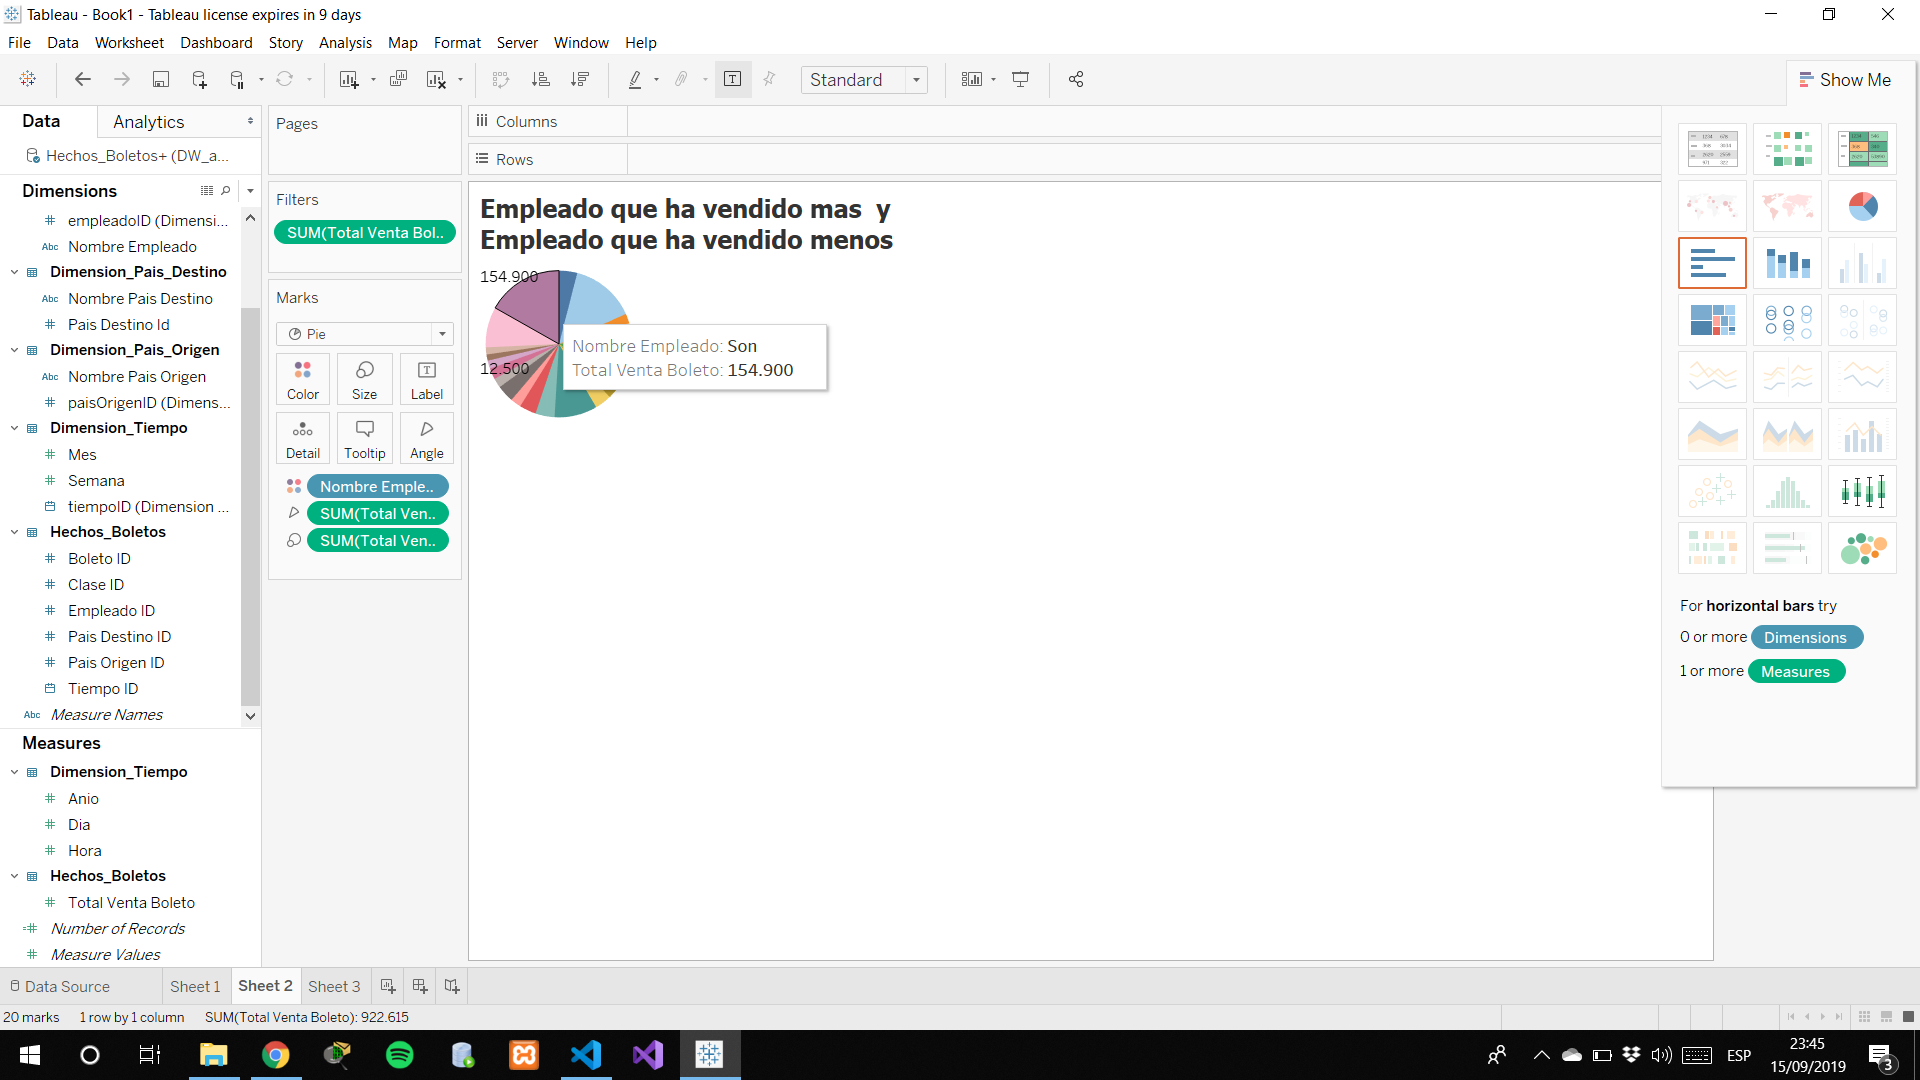 Tableau - Book1 - Tableau license expires in 9 days
File Data Worksheet Dashboard Story Analysis Map Format Server Window Help
Standard
Show Me
Data Analytics
Hechos_Boletos+ (DW_a...
Dimensions
empleadoID (Dimensi...
Abc Nombre Empleado
Dimension_Pais_Destino
Abc Nombre Pais Destino
Pais Destino Id
Dimension_Pais_Origen
Abc Nombre Pais Origen
paisOrigenID (Dimens...
Dimension_Tiempo
Mes
Semana
tiempoID (Dimension ...
Hechos_Boletos
Boleto ID
Clase ID
Empleado ID
Pais Destino ID
Pais Origen ID
Tiempo ID
Abc Measure Names
Measures
Dimension_Tiempo
Anio
Dia
Hora
Hechos_Boletos
Total Venta Boleto
Number of Records
Measure Values
Pages
Filters
SUM(Total Venta Bol..
Marks
Pie
Color Size Label
Detail Tooltip Angle
Nombre Emple..
SUM(Total Ven..
SUM(Total Ven..
Columns
Rows
Empleado que ha vendido mas y
Empleado que ha vendido menos
154.900
12.500
Nombre Empleado: Son
Total Venta Boleto: 154.900
For horizontal bars try
0 or more Dimensions
1 or more Measures
Data Source Sheet 1 Sheet 2 Sheet 3
20 marks 1 row by 1 column SUM(Total Venta Boleto): 922.615
ESP
23:45
15/09/2019
3